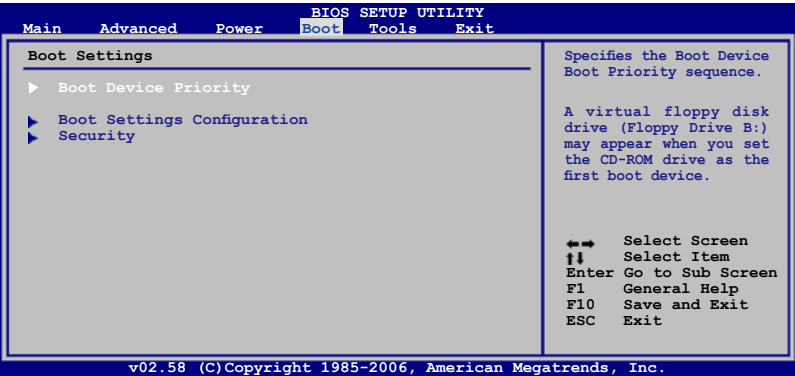 BIOS SETUP UTILITY
Main Advanced Power Boot Tools Exit
Boot Settings
Boot Device Priority
Boot Settings Configuration
Security
Specifies the Boot Device
Boot Priority sequence.
A virtual floppy disk
drive (Floppy Drive B:)
may appear when you set
the CD-ROM drive as the
first boot device.
Select Screen
Select Item
Enter Go to Sub Screen
F1 General Help
F10 Save and Exit
ESC Exit
v02.58 (C)Copyright 1985-2006, American Megatrends, Inc.